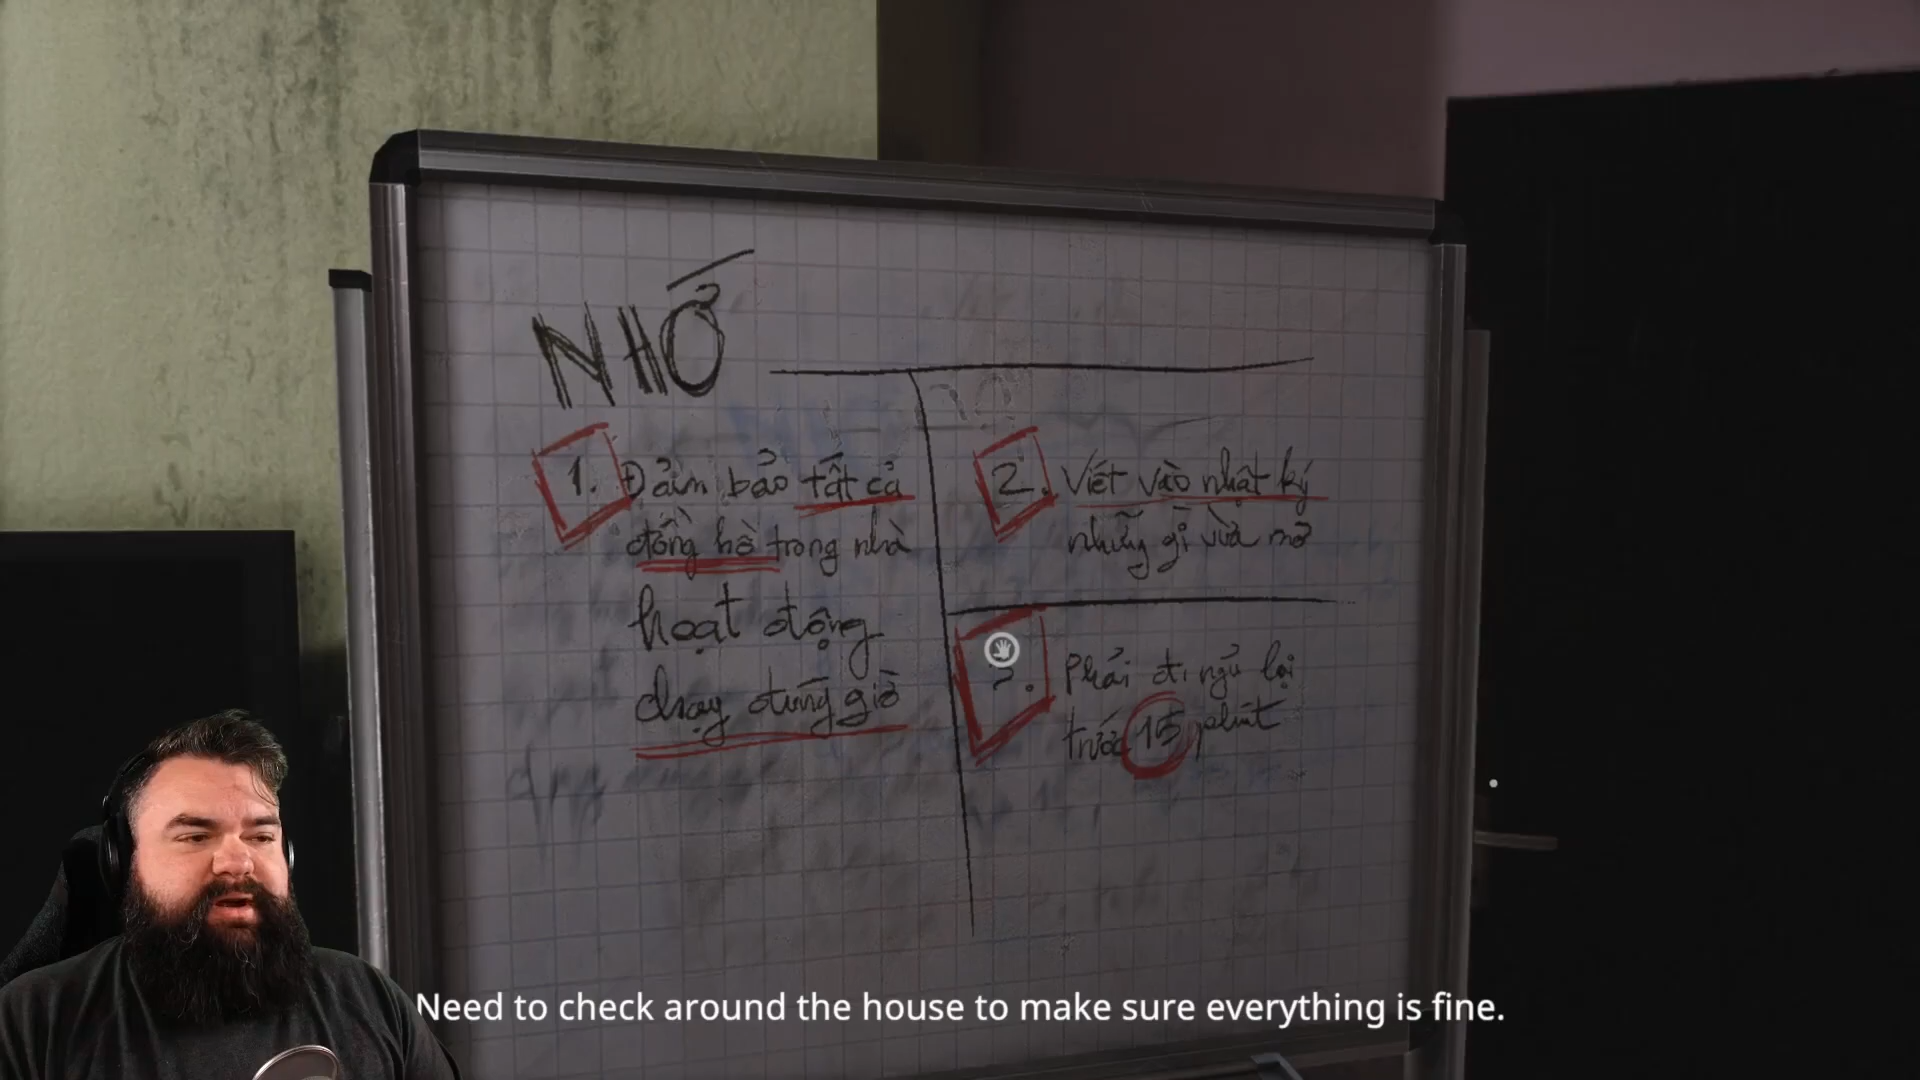 NHỚ
1. Đảm bảo tất cả
đồng hồ trong nhà
hoạt động
chạy đúng giờ
2. Viết vào nhật ký
những gì vừa mơ
3. Phải đi ngủ lại
trước 15 phút
Need to check around the house to make sure everything is fine.